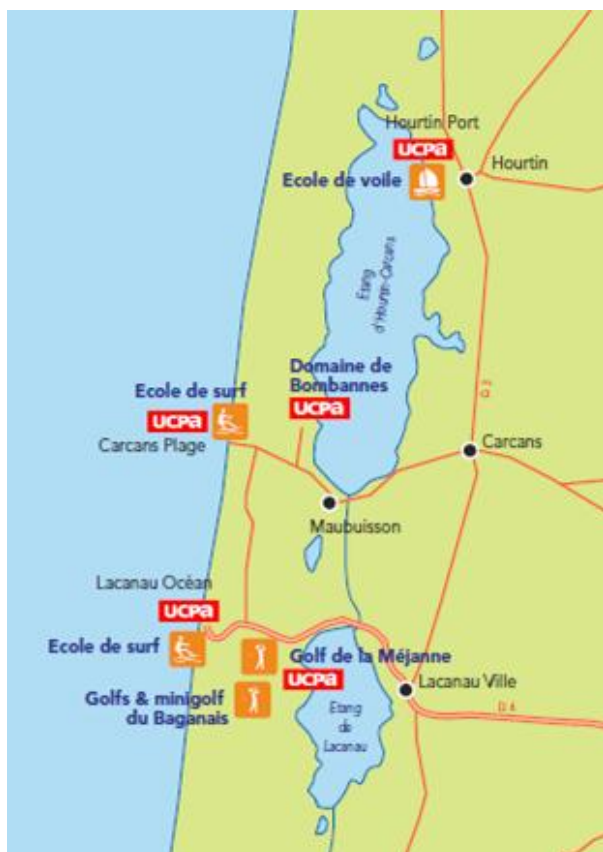 Hourtin Port
UCPa
Ecole de voile
Hourtin
Etang
d'Hourtin-Carcans
Domaine de
Bombannes
UCPa
Ecole de surf
UCPa
Carcans Plage
Carcans
Maubuisson
Lacanau Océan
UCPa
Ecole de surf
Golf de la Méjanne
UCPa
Lacanau Ville
Golfs & minigolf
du Baganais
Etang
de
Lacanau